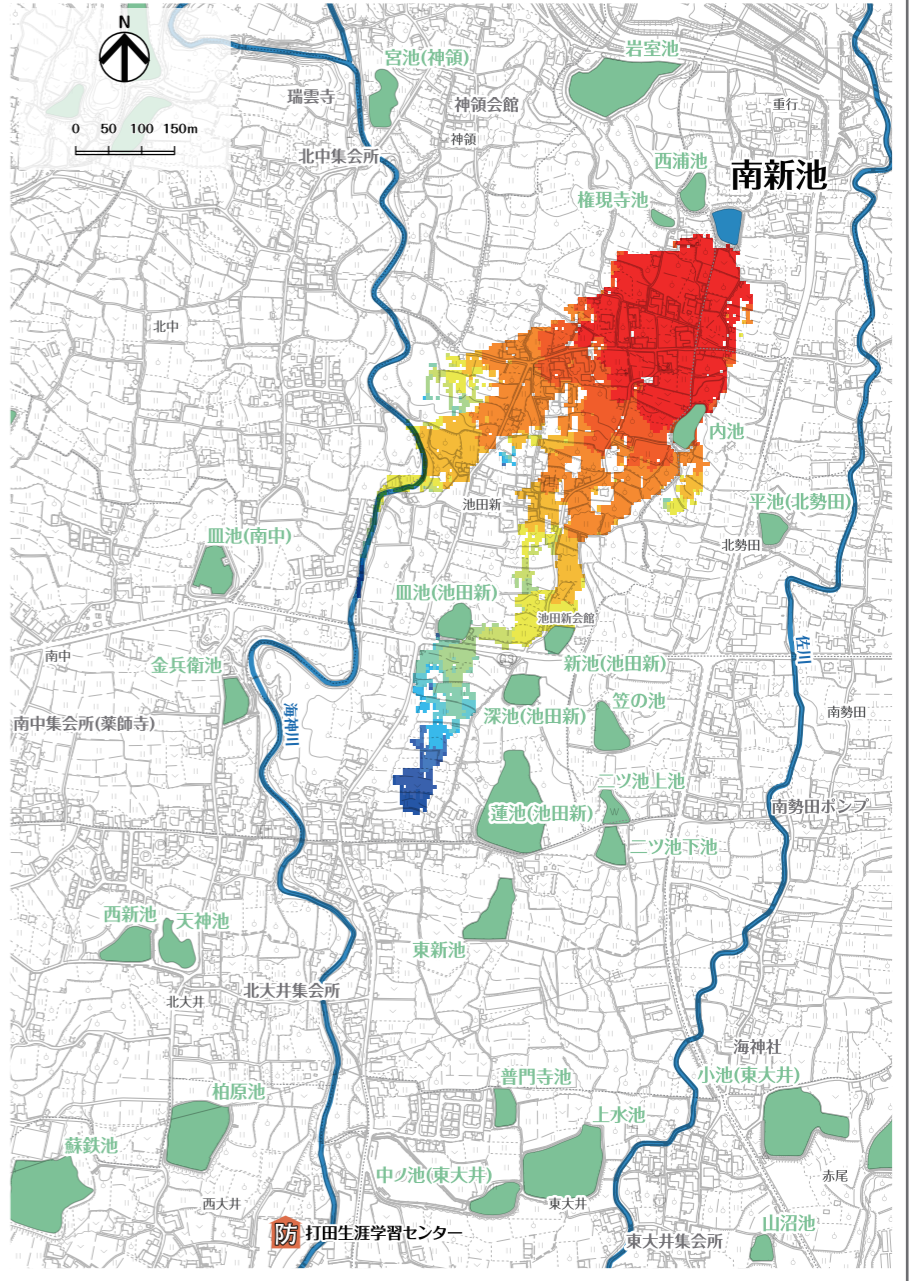 N
0 50 100 150m
宮池(神領)
岩室池
瑞雲寺
神領会館
重行
神領
北中集会所
西浦池
南新池
権現寺池
北中
内池
池田新
平池(北勢田)
北勢田
皿池(南中)
皿池(池田新)
池田新会館
佐川
南中
金兵衛池
新池(池田新)
笠の池
海神川
深池(池田新)
南勢田
南中集会所(薬師寺)
二ツ池上池
W
蓮池(池田新)
南勢田ポンプ
二ツ池下池
西新池
天神池
東新池
北大井
北大井集会所
海神社
普門寺池
小池(東大井)
柏原池
上水池
蘇鉄池
中ノ池(東大井)
赤尾
西大井
東大井
防 打田生涯学習センター
山沼池
東大井集会所